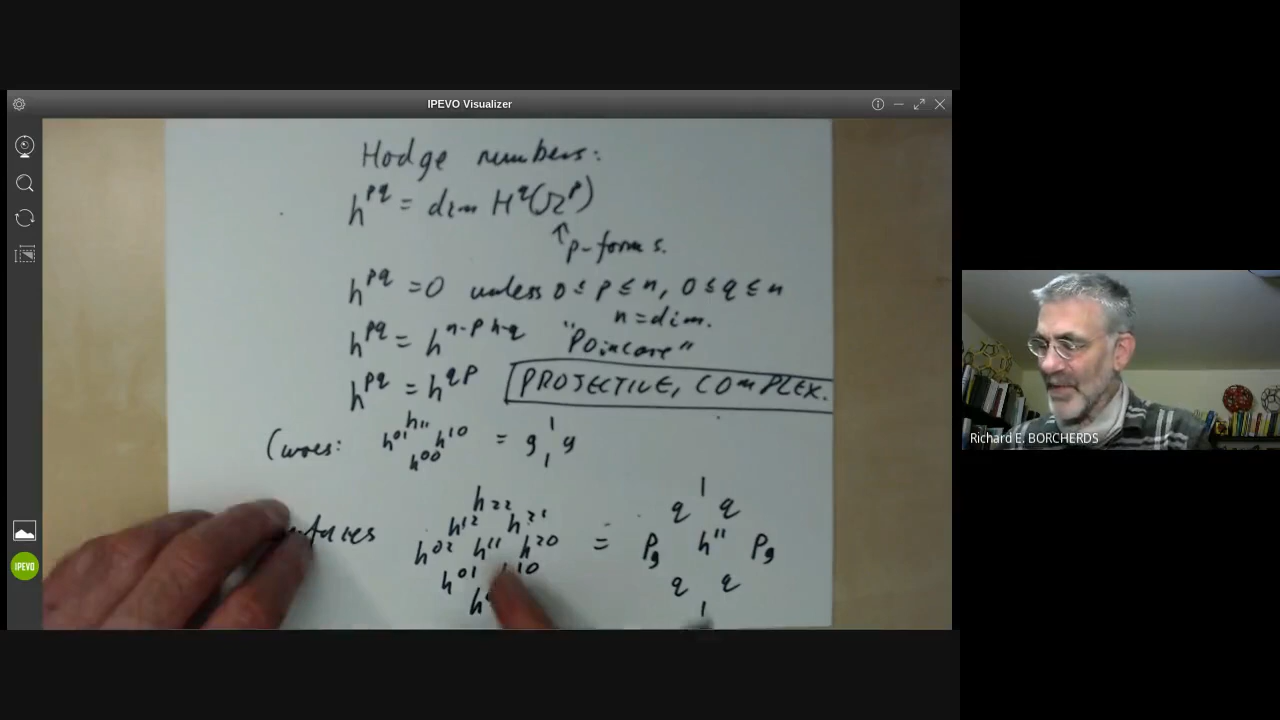 IPEVO Visualizer
Hodge numbers:
h^{pq} = dim H^q(Ω^p)
↑ p-forms.
h^{pq} = 0 unless 0 ≤ p ≤ n, 0 ≤ q ≤ n
n = dim.
h^{pq} = h^{n-p n-q} "Poincare"
h^{pq} = h^{qp} PROJECTIVE, COMPLEX.
h^{11} 1
Curves: h^{01} h^{10} = g g
h^{00} 1
h^{22} 1
h^{12} h^{21} q q
h^{02} h^{11} h^{20} = P_g h^{11} P_g
h^{01} 10 q q
h 1
Richard E. BORCHERDS
IPEVO